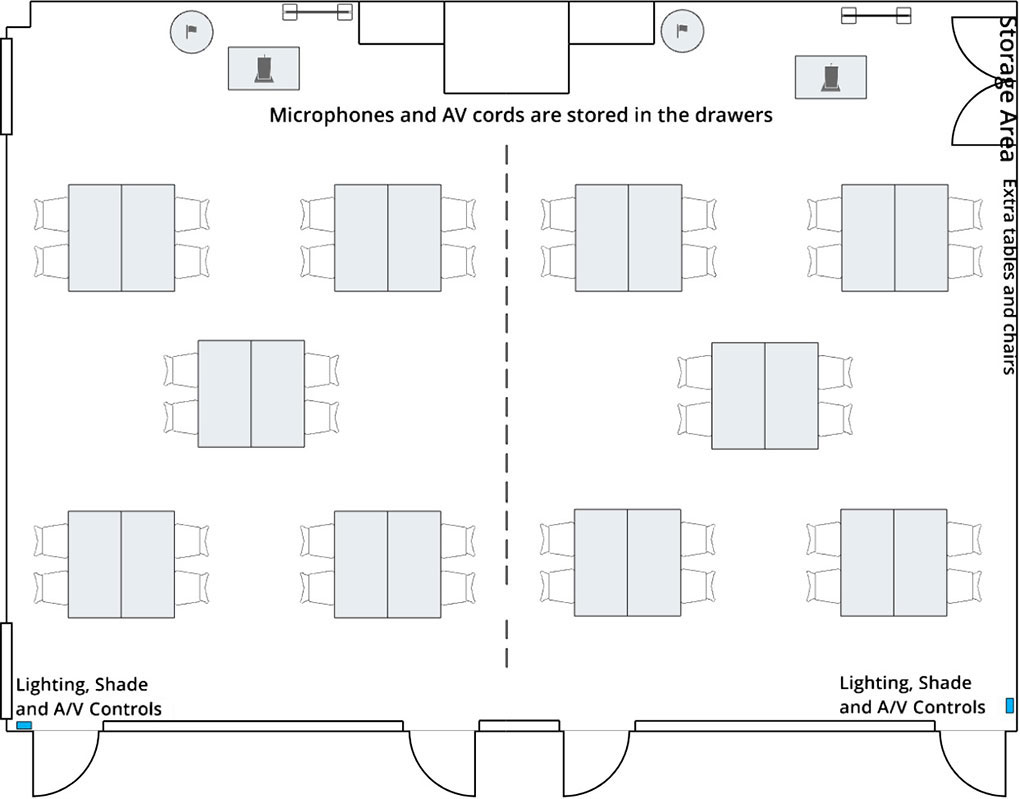 Microphones and AV cords are stored in the drawers
Storage Area
Extra tables and chairs
Lighting, Shade
and A/V Controls
Lighting, Shade
and A/V Controls